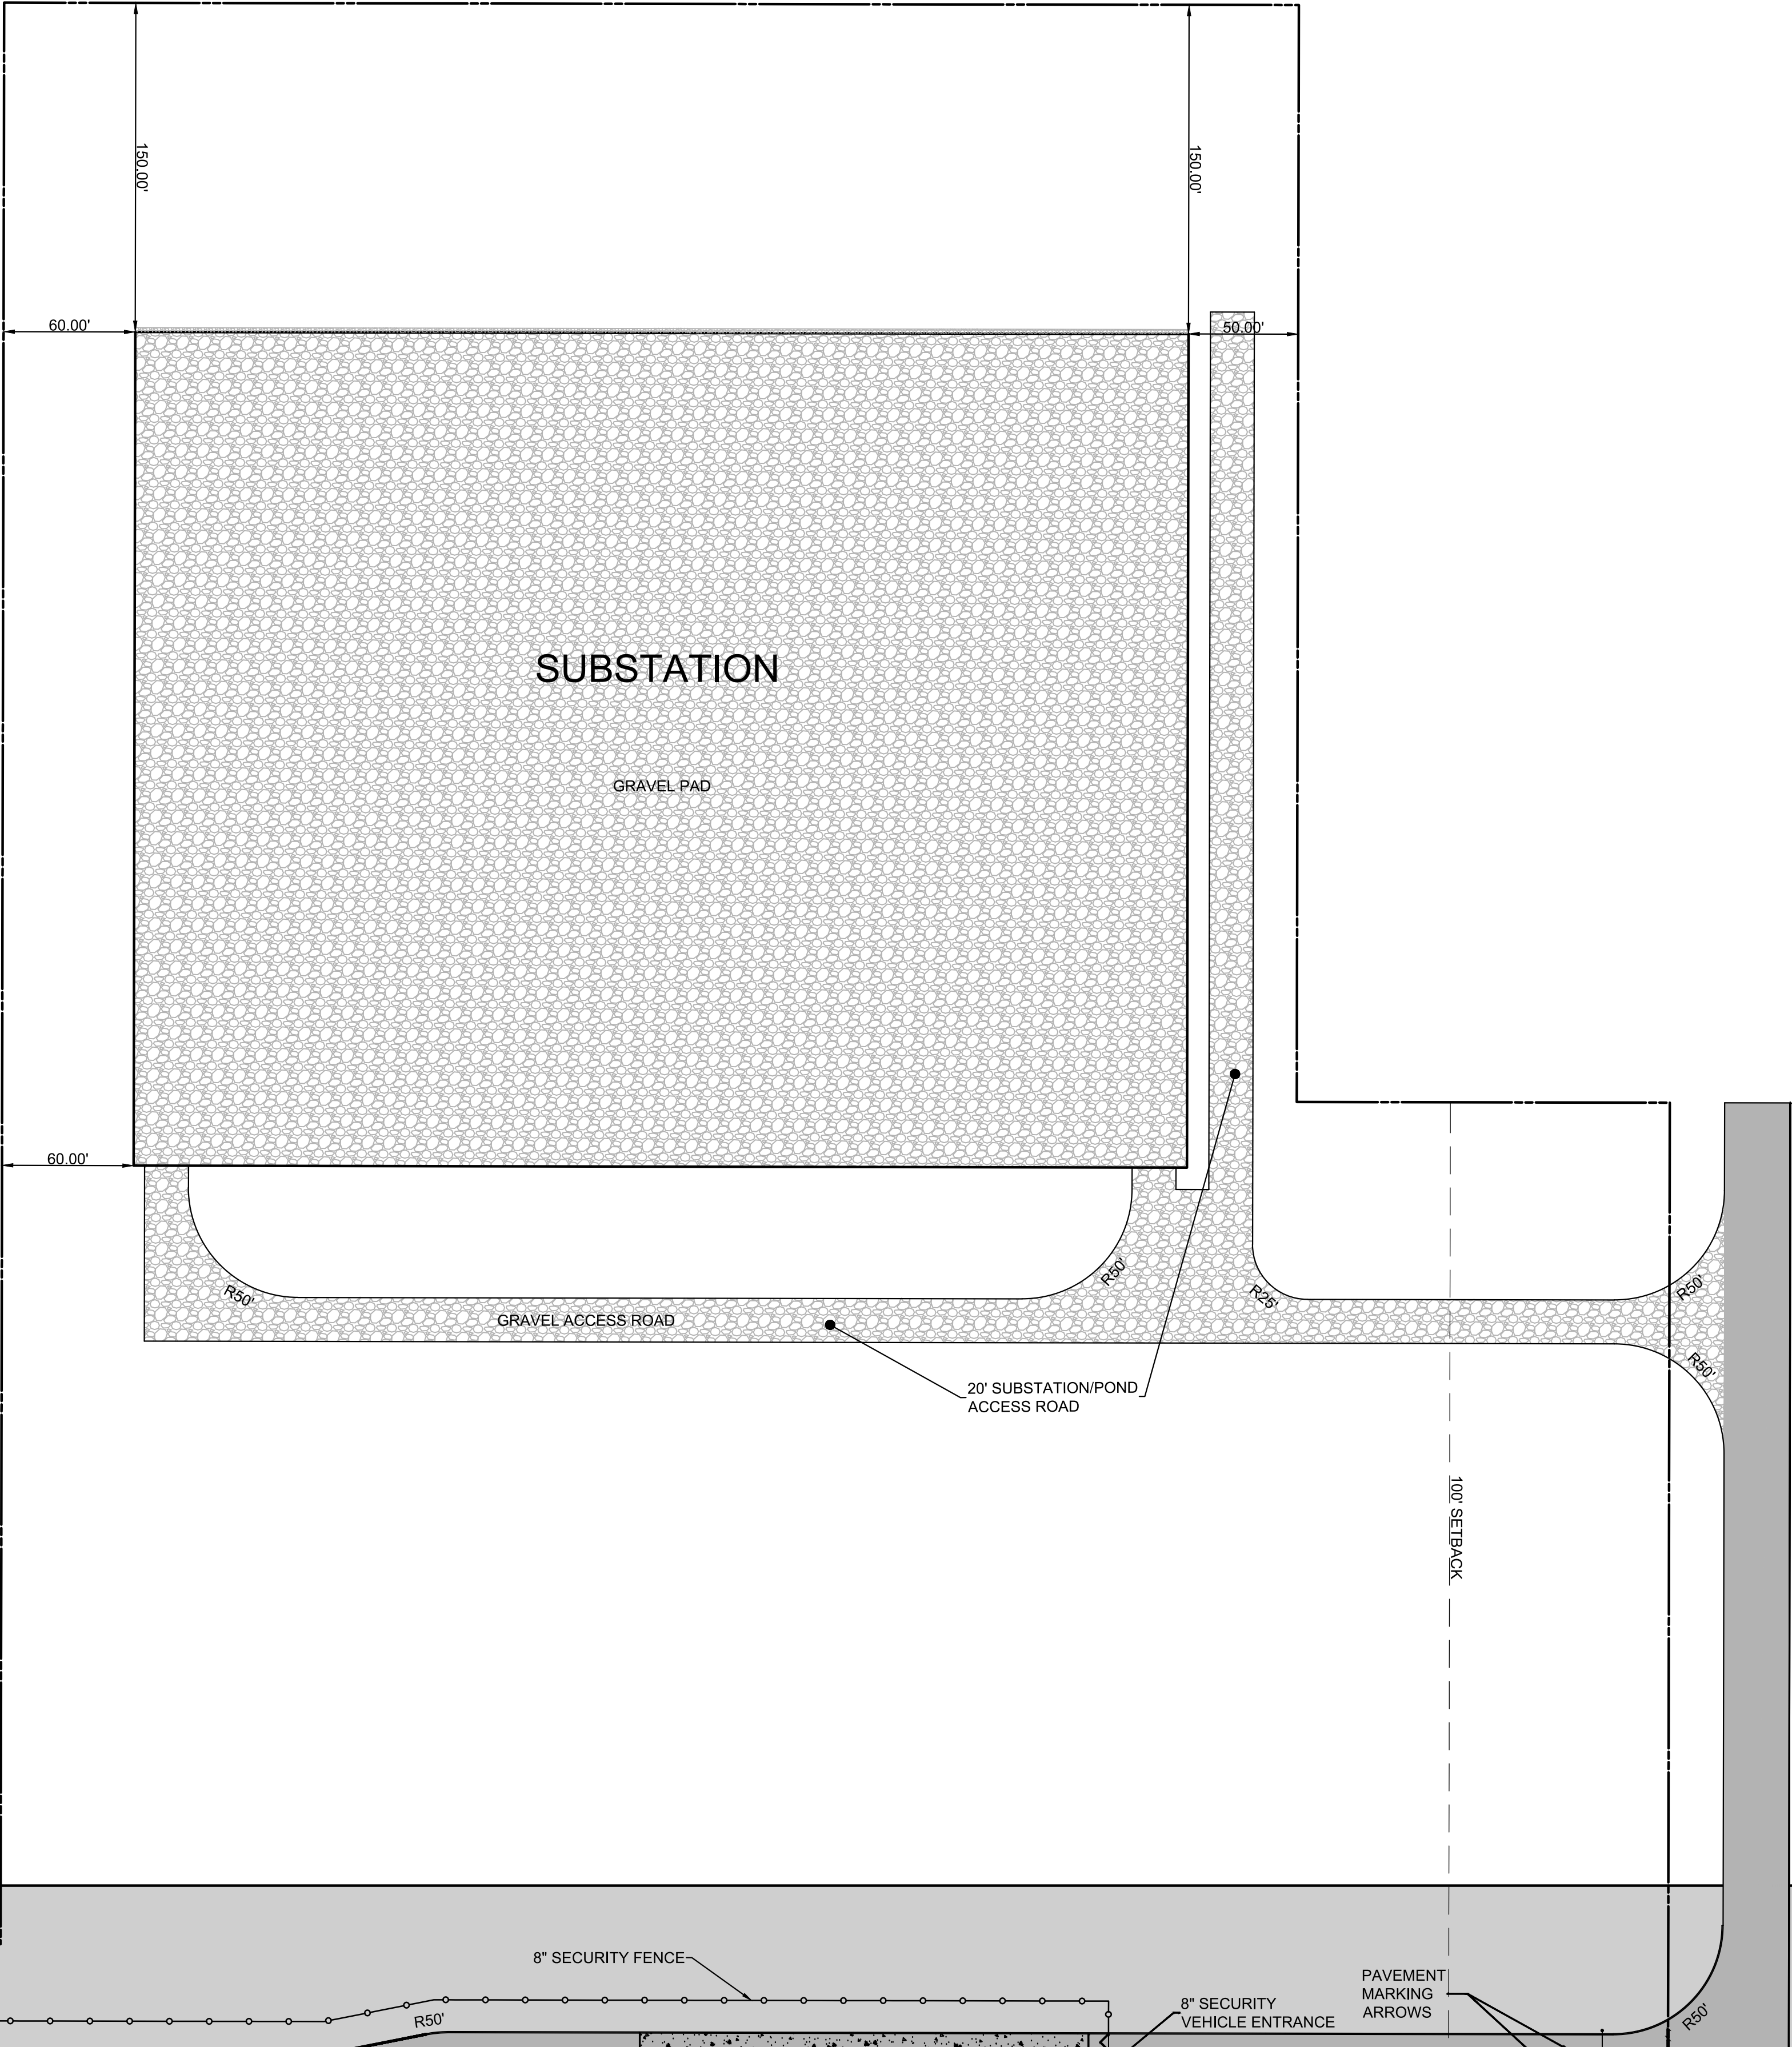 150.00'
150.00'
60.00'
50.00'
SUBSTATION
GRAVEL PAD
60.00'
R50'
R50'
R25'
R50'
GRAVEL ACCESS ROAD
R50'
20' SUBSTATION/POND
ACCESS ROAD
100' SETBACK
8" SECURITY FENCE
PAVEMENT
MARKING
ARROWS
8" SECURITY
VEHICLE ENTRANCE
R50'
R50'